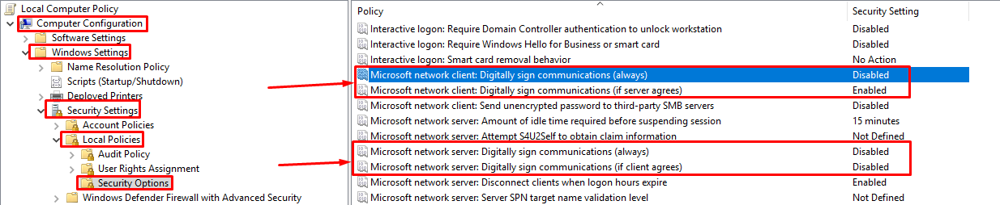 Local Computer Policy
Computer Configuration
Software Settings
Windows Settings
Name Resolution Policy
Scripts (Startup/Shutdown)
Deployed Printers
Security Settings
Account Policies
Local Policies
Audit Policy
User Rights Assignment
Security Options
Windows Defender Firewall with Advanced Security
Policy Security Setting
Interactive logon: Require Domain Controller authentication to unlock workstation Disabled
Interactive logon: Require Windows Hello for Business or smart card Disabled
Interactive logon: Smart card removal behavior No Action
Microsoft network client: Digitally sign communications (always) Disabled
Microsoft network client: Digitally sign communications (if server agrees) Enabled
Microsoft network client: Send unencrypted password to third-party SMB servers Disabled
Microsoft network server: Amount of idle time required before suspending session 15 minutes
Microsoft network server: Attempt S4U2Self to obtain claim information Not Defined
Microsoft network server: Digitally sign communications (always) Disabled
Microsoft network server: Digitally sign communications (if client agrees) Disabled
Microsoft network server: Disconnect clients when logon hours expire Enabled
Microsoft network server: Server SPN target name validation level Not Defined